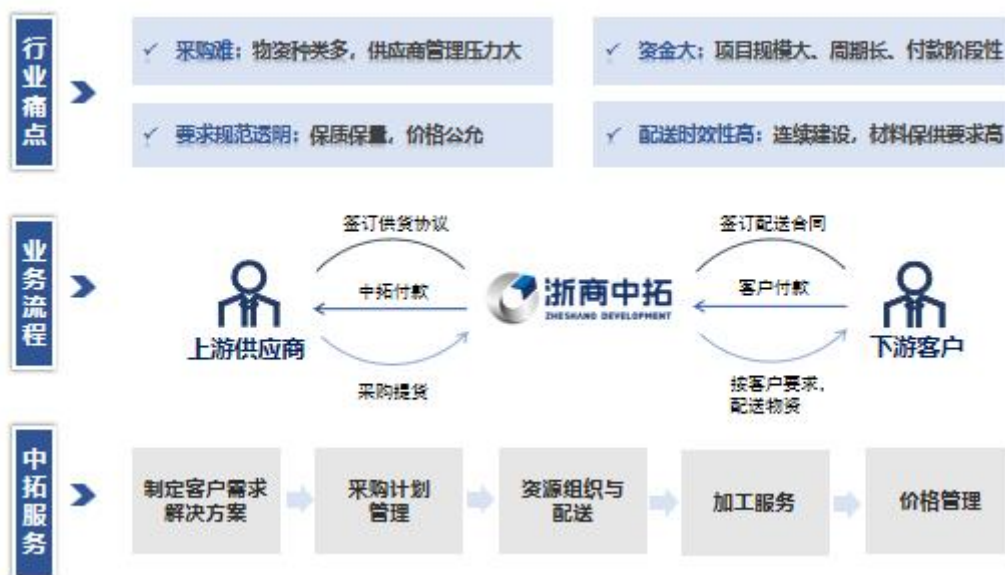 行业痛点
采购难：物资种类多，供应商管理压力大
资金大：项目规模大、周期长、付款阶段性
要求规范透明：保质保量，价格公允
配送时效性高：连续建设，材料保供要求高
业务流程
签订供货协议
签订配送合同
中拓付款
浙商中拓
ZHESHANG DEVELOPMENT
客户付款
上游供应商
下游客户
采购提货
按客户要求，
配送物资
中拓服务
制定客户需求
解决方案
采购计划
管理
资源组织与
配送
加工服务
价格管理